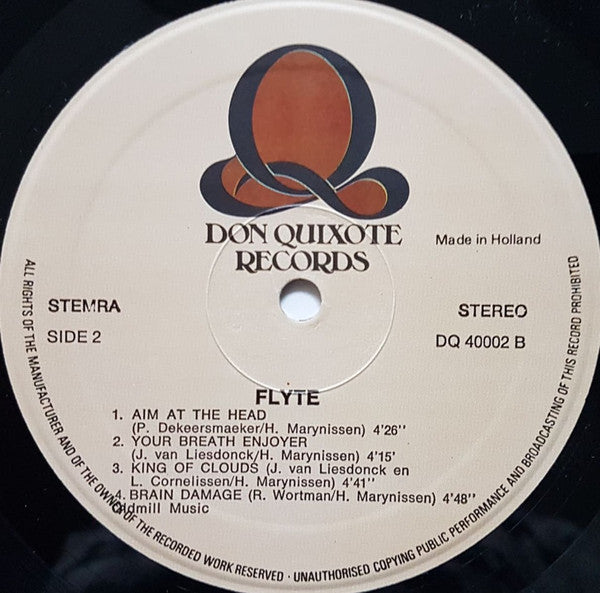 DON QUIXOTE
RECORDS
Made in Holland
STEMRA
STEREO
SIDE 2
DQ 40002 B
FLYTE
1. AIM AT THE HEAD
(P. Dekeersmaeker/H. Marynissen) 4'26''
2. YOUR BREATH ENJOYER
(J. van Liesdonck/H. Marynissen) 4'15'
3. KING OF CLOUDS (J. van Liesdonck en
L. Cornelissen/H. Marynissen) 4'41''
4. BRAIN DAMAGE (R. Wortman/H. Marynissen) 4'48''
Music
ALL RIGHTS OF THE MANUFACTURER AND OF THE OWNER OF THE RECORDED WORK RESERVED · UNAUTHORISED COPYING PUBLIC PERFORMANCE AND BROADCASTING OF THIS RECORD PROHIBITED